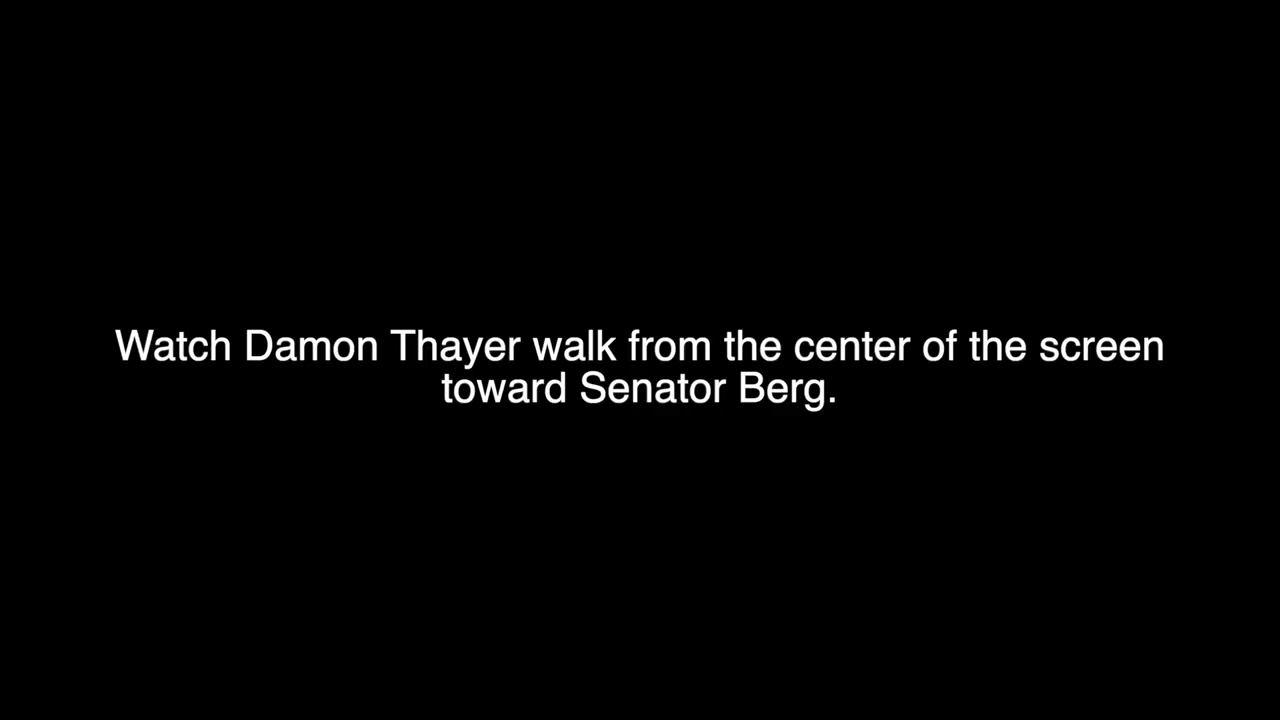 Watch Damon Thayer walk from the center of the screen
toward Senator Berg.